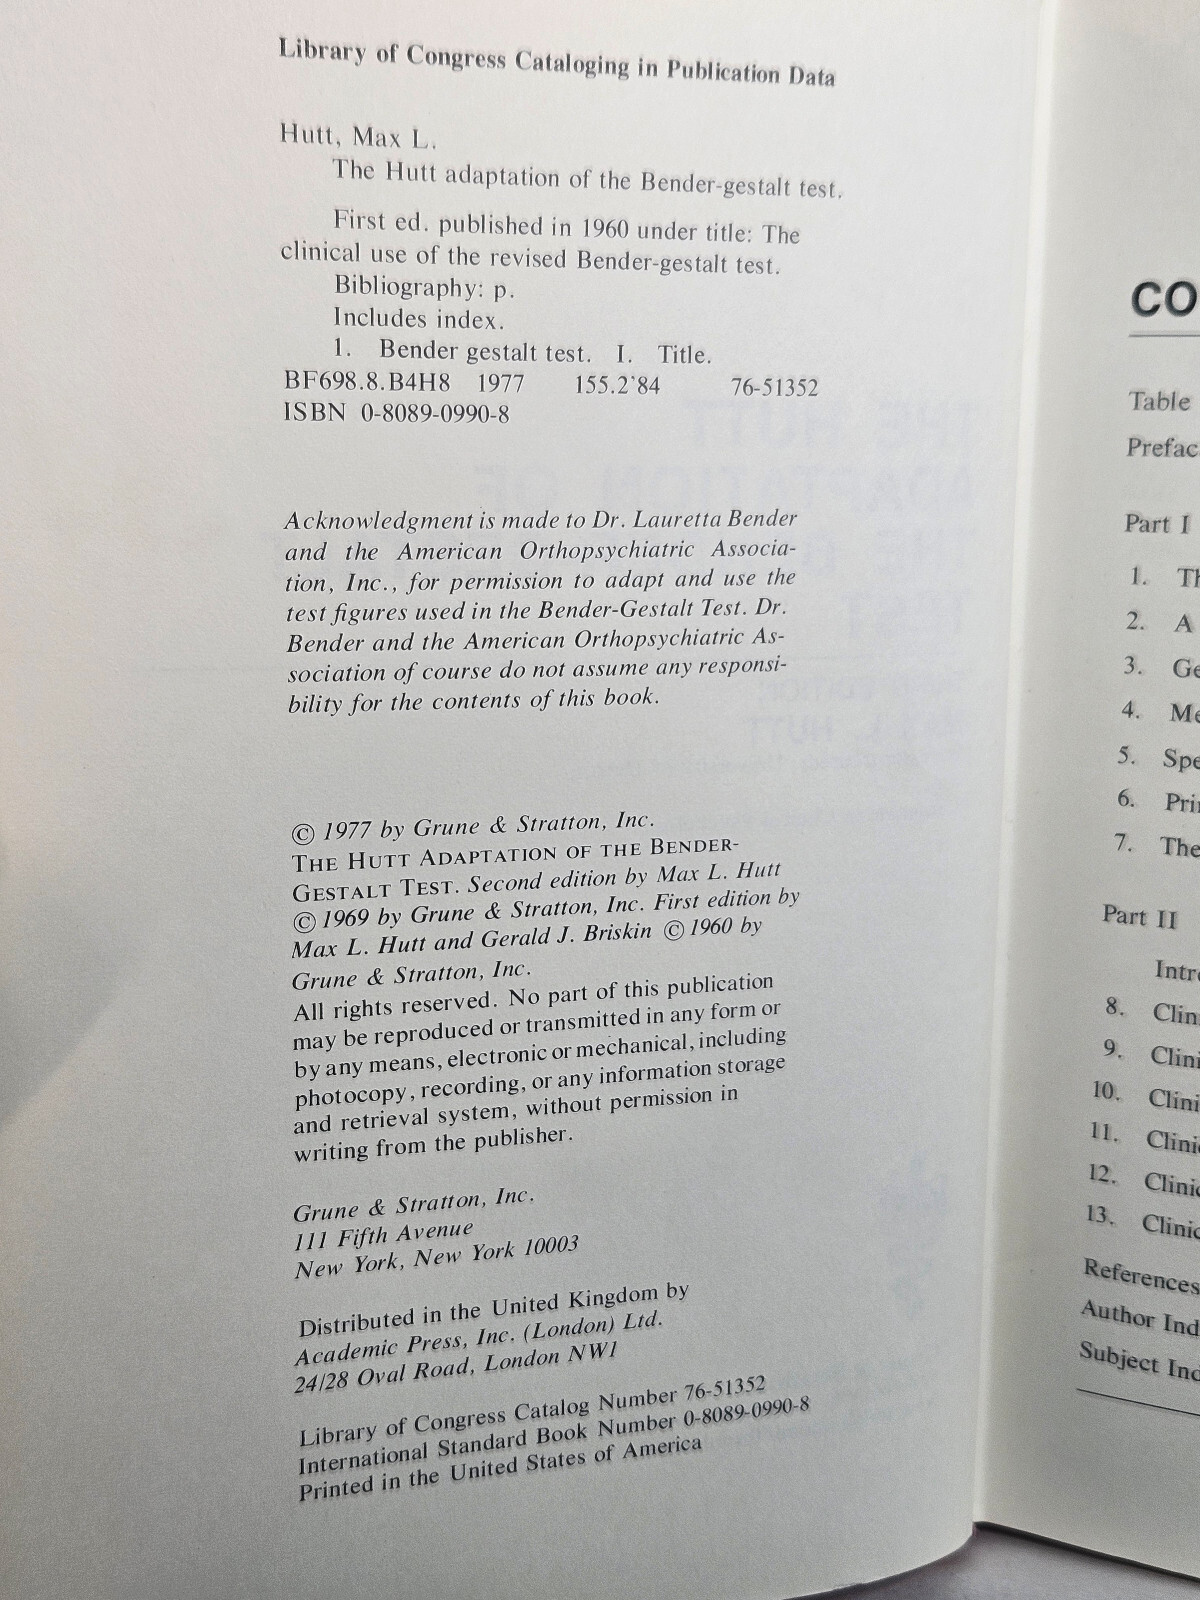 Library of Congress Cataloging in Publication Data
Hutt, Max L.
The Hutt adaptation of the Bender-gestalt test.
First ed. published in 1960 under title: The
clinical use of the revised Bender-gestalt test.
Bibliography: p.
Includes index.
1. Bender gestalt test. I. Title.
BF698.8.B4H8 1977 155.2'84 76-51352
ISBN 0-8089-0990-8
Acknowledgment is made to Dr. Lauretta Bender
and the American Orthopsychiatric Associa-
tion, Inc., for permission to adapt and use the
test figures used in the Bender-Gestalt Test. Dr.
Bender and the American Orthopsychiatric As-
sociation of course do not assume any responsi-
bility for the contents of this book.
© 1977 by Grune & Stratton, Inc.
THE HUTT ADAPTATION OF THE BENDER-
GESTALT TEST. Second edition by Max L. Hutt
© 1969 by Grune & Stratton, Inc. First edition by
Max L. Hutt and Gerald J. Briskin © 1960 by
Grune & Stratton, Inc.
All rights reserved. No part of this publication
may be reproduced or transmitted in any form or
by any means, electronic or mechanical, including
photocopy, recording, or any information storage
and retrieval system, without permission in
writing from the publisher.
Grune & Stratton, Inc.
111 Fifth Avenue
New York, New York 10003
Distributed in the United Kingdom by
Academic Press, Inc. (London) Ltd.
24/28 Oval Road, London NW1
Library of Congress Catalog Number 76-51352
International Standard Book Number 0-8089-0990-8
Printed in the United States of America
CO
Table
Prefac
Part I
1. Th
2. A
3. Ge
4. Me
5. Spe
6. Prin
7. The
Part II
Intro
8. Clin
9. Clini
10. Clini
11. Clinic
12. Clinic
13. Clinic
References
Author Ind
Subject Ind